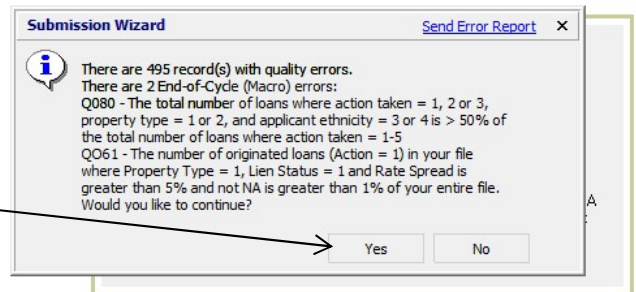 Submission Wizard Send Error Report X
There are 495 record(s) with quality errors.
There are 2 End-of-Cycle (Macro) errors:
Q080 - The total number of loans where action taken = 1, 2 or 3,
property type = 1 or 2, and applicant ethnicity = 3 or 4 is > 50% of
the total number of loans where action taken = 1-5
QO61 - The number of originated loans (Action = 1) in your file
where Property Type = 1, Lien Status = 1 and Rate Spread is
greater than 5% and not NA is greater than 1% of your entire file.
Would you like to continue?
A
Yes No